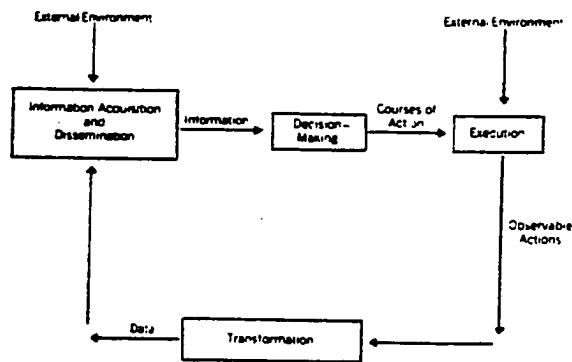 External Environment
External Environment
Information Acquisition
and
Dissemination
Information
Decision-
Making
Courses of
Action
Execution
Observable
Actions
Data
Transformation